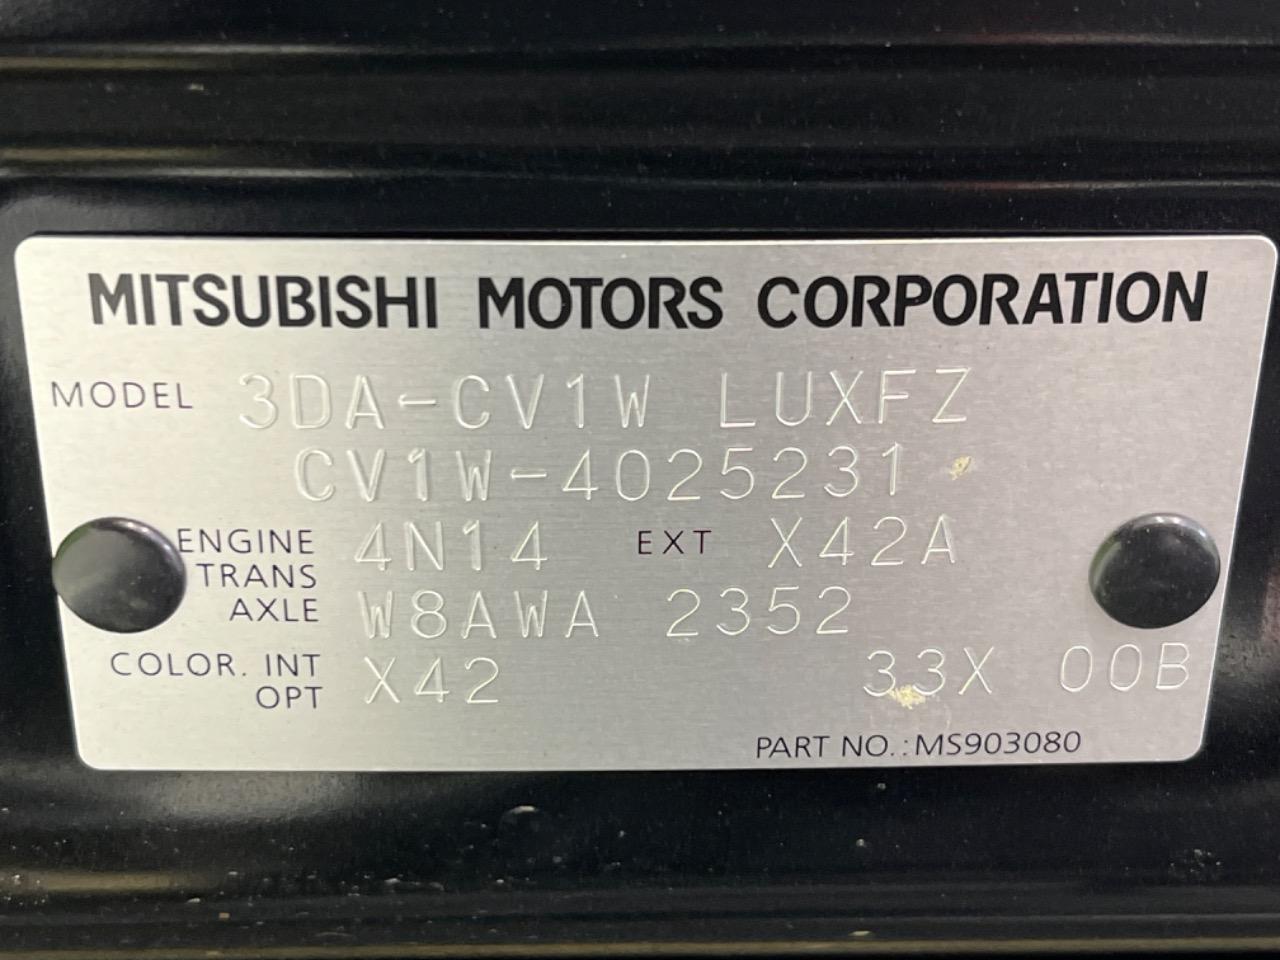 MITSUBISHI MOTORS CORPORATION
MODEL 3DA-CV1W LUXFZ
CV1W-4025231
ENGINE 4N14 EXT X42A
TRANS
AXLE W8AWA 2352
COLOR. INT X42 33X 00B
OPT
PART NO.:MS903080